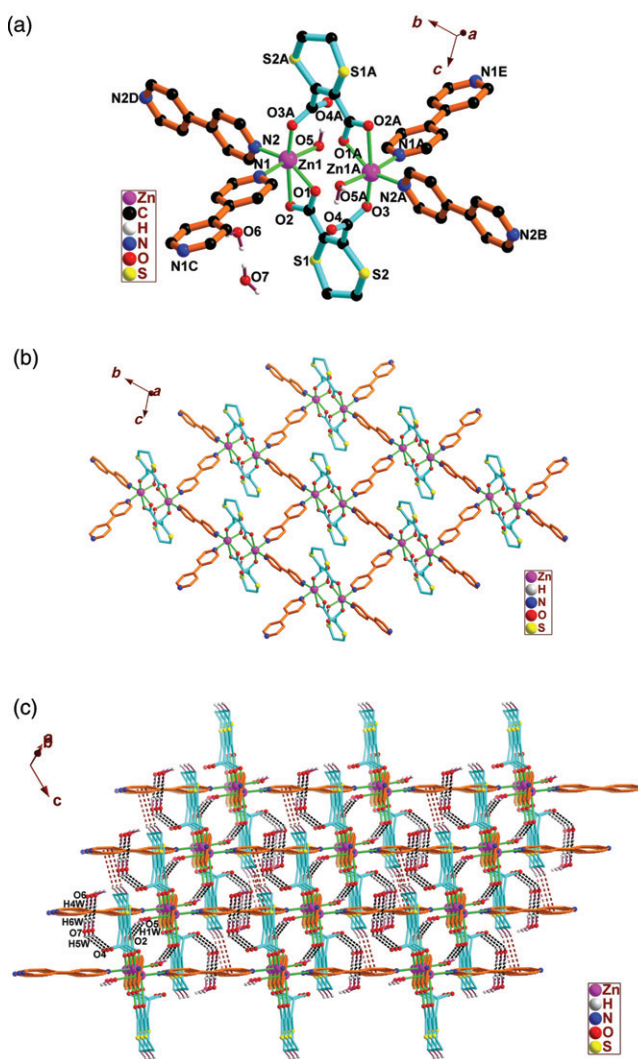 (a)
b
a
c
S2A
S1A
N1E
N2D
O3A
O4A
O2A
N2
O5
O1A
N1A
N1
Zn1
Zn1A
O1
O5A
N2A
O2
O4
O3
O6
N2B
N1C
S1
S2
O7
Zn
C
H
N
O
S
(b)
b
a
c
Zn
H
N
O
S
(c)
a
b
c
O6
H4W
H6W
O5
H1W
O7
O2
H5W
O4
Zn
H
N
O
S